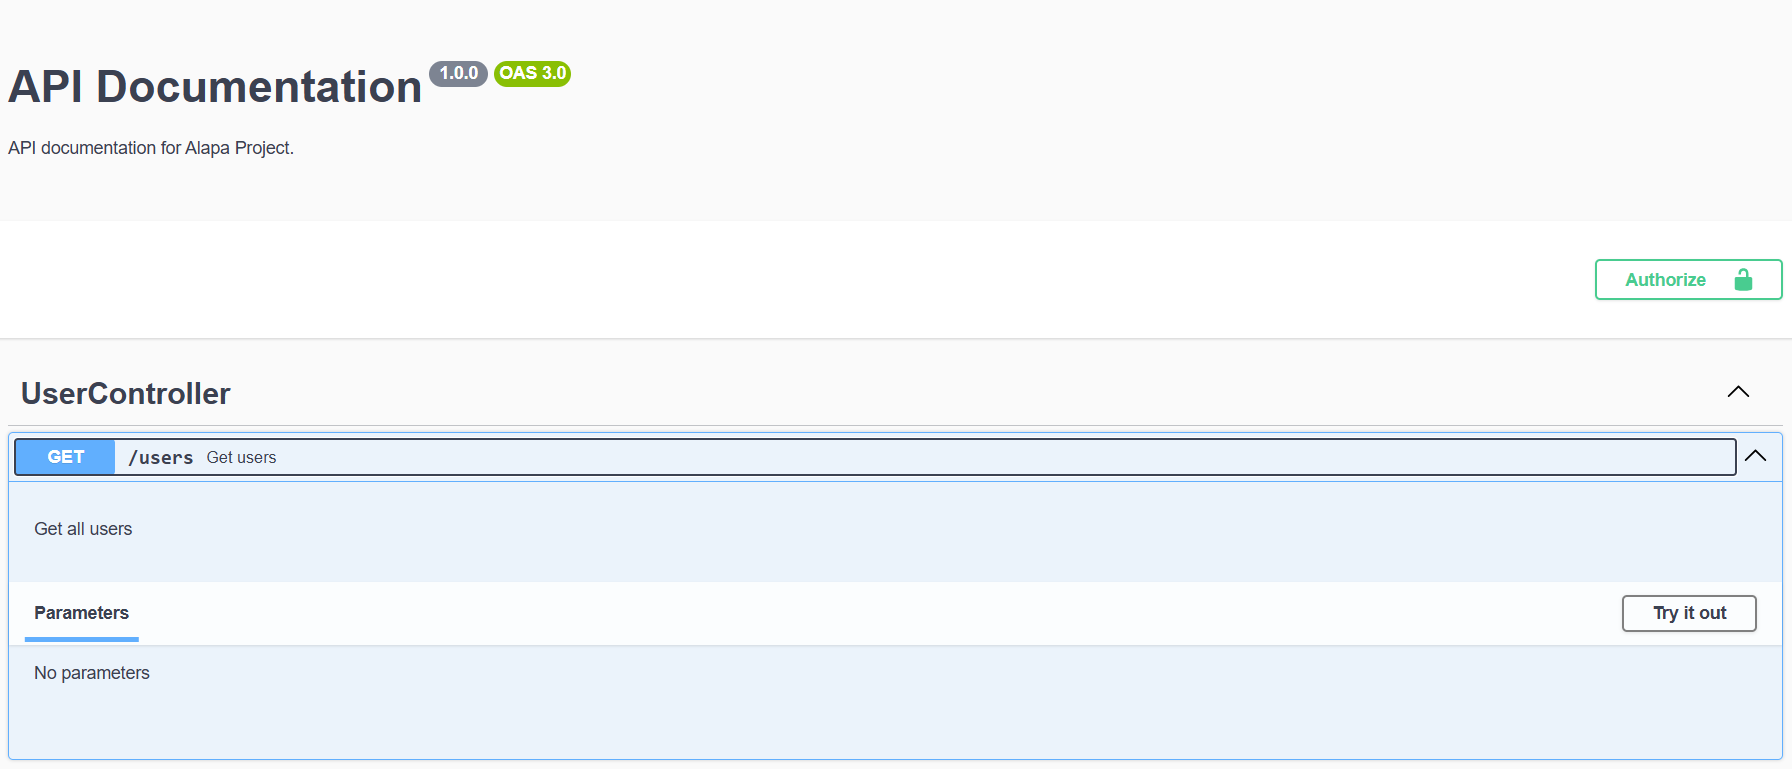 API Documentation 1.0.0 OAS 3.0
API documentation for Alapa Project.
Authorize
UserController
GET /users Get users
Get all users
Parameters
Try it out
No parameters